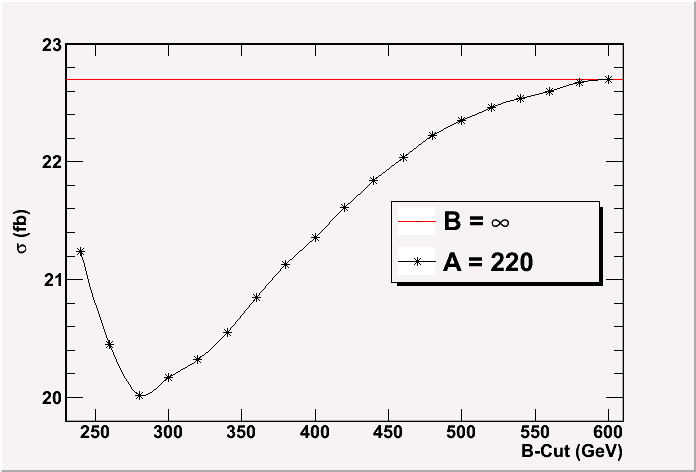 23
22
21
20
σ (fb)
B = ∞
A = 220
250 300 350 400 450 500 550 600
B-Cut (GeV)